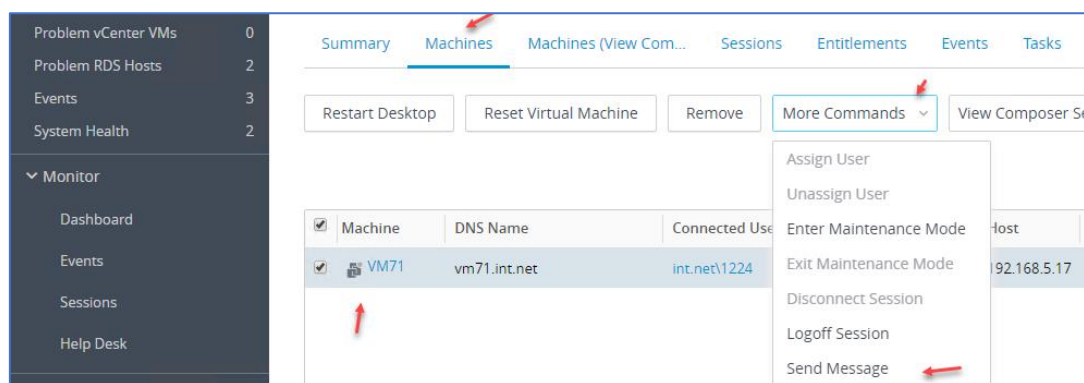 Problem vCenter VMs 0
Problem RDS Hosts 2
Events 3
System Health 2
Monitor
Dashboard
Events
Sessions
Help Desk
Summary Machines Machines (View Com... Sessions Entitlements Events Tasks
Restart Desktop Reset Virtual Machine Remove More Commands View Composer Se
Assign User
Unassign User
Enter Maintenance Mode
Exit Maintenance Mode
Disconnect Session
Logoff Session
Send Message
Machine DNS Name Connected Use Host
VM71 vm71.int.net int.net\1224 192.168.5.17